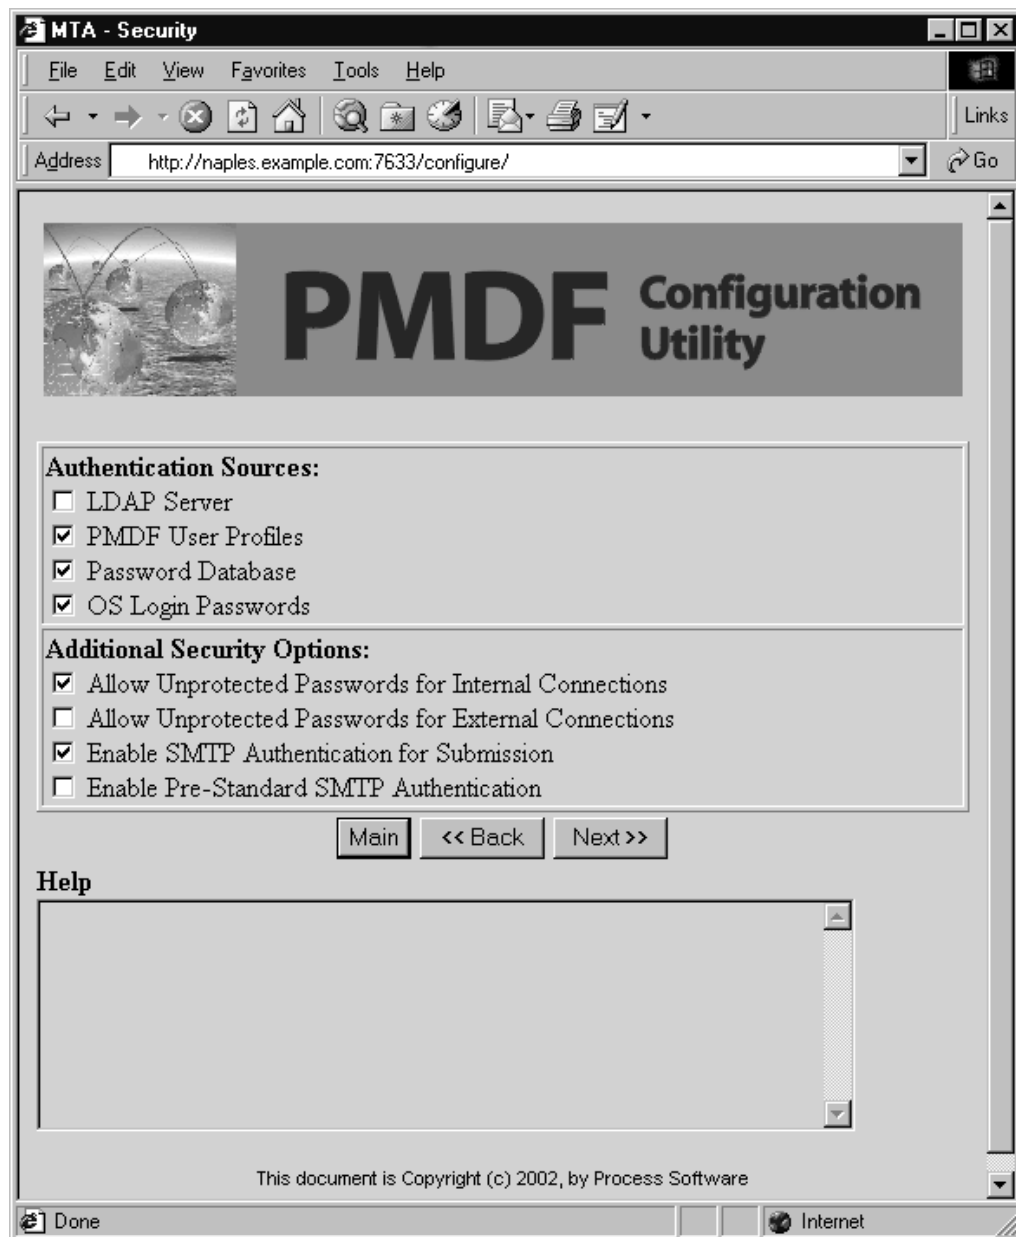 MTA - Security
File Edit View Favorites Tools Help
Links
Address http://naples.example.com:7633/configure/ Go
PMDF Configuration
Utility
Authentication Sources:
LDAP Server
PMDF User Profiles
Password Database
OS Login Passwords
Additional Security Options:
Allow Unprotected Passwords for Internal Connections
Allow Unprotected Passwords for External Connections
Enable SMTP Authentication for Submission
Enable Pre-Standard SMTP Authentication
Main << Back Next >>
Help
This document is Copyright (c) 2002, by Process Software
Done Internet